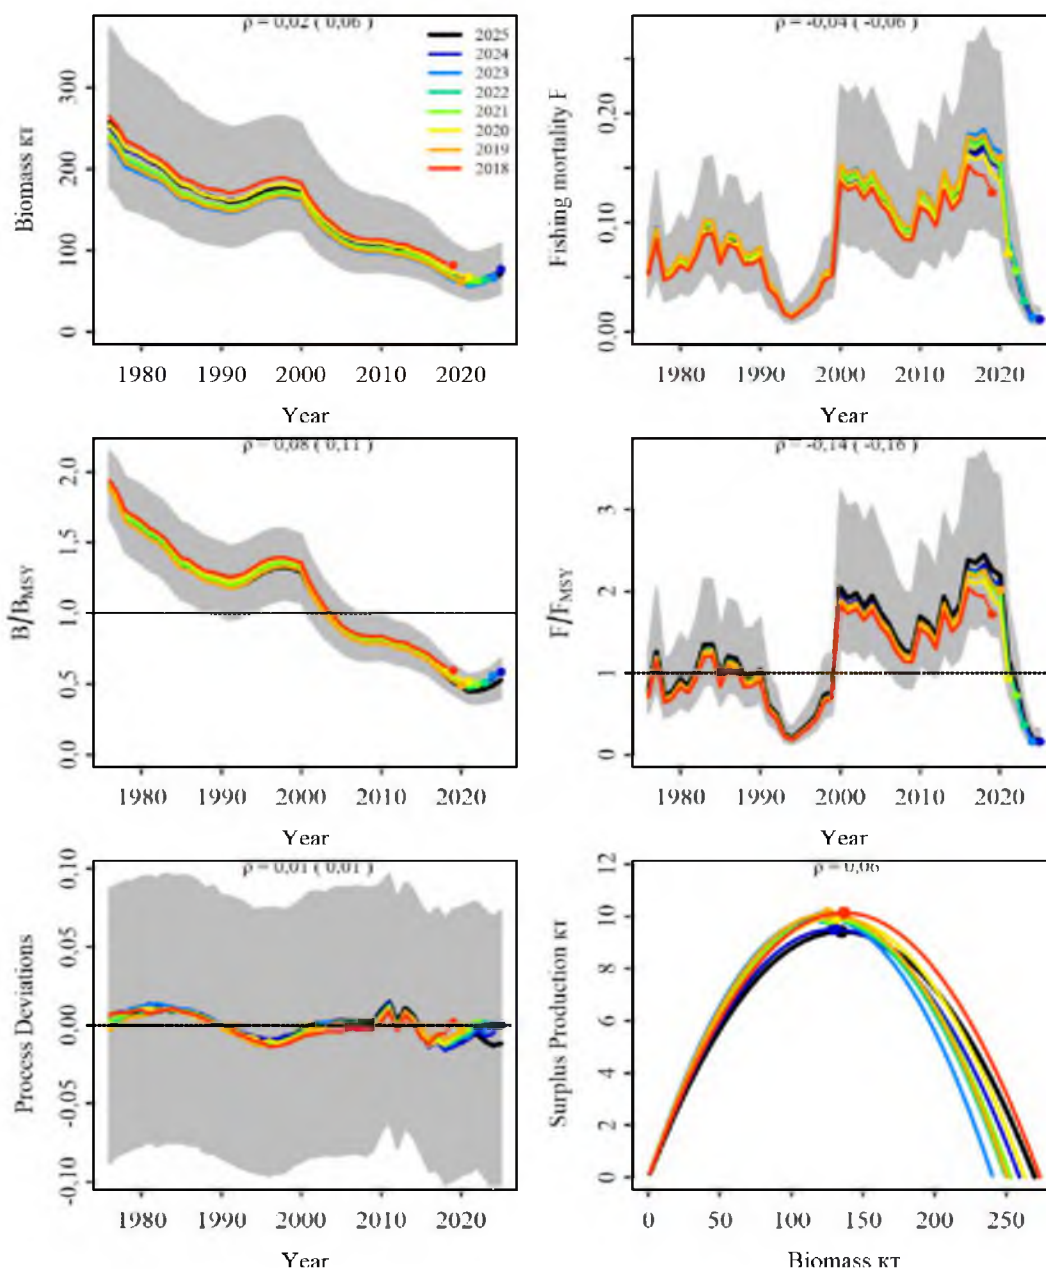 ρ = 0,02 ( 0,06 )
Biomass KT
300
200
100
0
2025
2024
2023
2022
2021
2020
2019
2018
1980 1990 2000 2010 2020
Year
ρ = -0,04 ( -0,06 )
Fishing mortality F
0,20
0,10
0,00
1980 1990 2000 2010 2020
Year
ρ = 0,08 ( 0,11 )
B/BMSY
2,0
1,5
1,0
0,5
0,0
1980 1990 2000 2010 2020
Year
ρ = -0,14 ( -0,16 )
F/FMSY
3
2
1
0
1980 1990 2000 2010 2020
Year
ρ = 0,01 ( 0,01 )
Process Deviations
0,10
0,05
0,00
-0,05
-0,10
1980 1990 2000 2010 2020
Year
ρ = 0,06
Surplus Production KT
12
10
8
6
4
2
0
0 50 100 150 200 250
Biomass KT